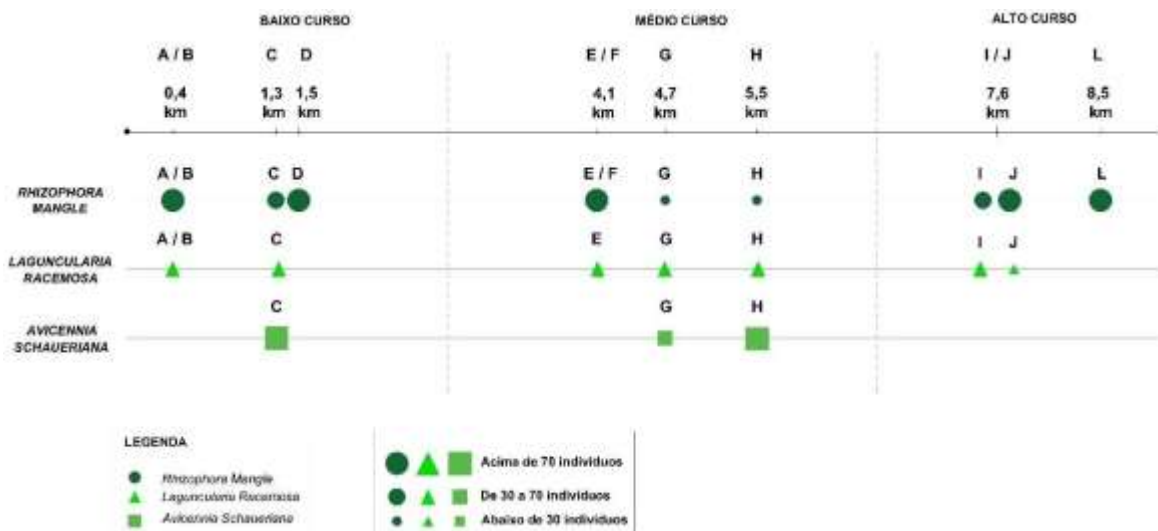 BAIXO CURSO MÉDIO CURSO ALTO CURSO
A / B C D E / F G H I / J L
0,4 km 1,3 km 1,5 km 4,1 km 4,7 km 5,5 km 7,6 km 8,5 km
A / B C D E / F G H I J L
RHIZOPHORA
MANGLE
A / B C E G H I J
LAGUNCULARIA
RACEMOSA
C G H
AVICENNIA
SCHAUERIANA
LEGENDA
Rhizophora Mangle
Laguncularia Racemosa
Avicennia Schaueriana
Acima de 70 indivíduos
De 30 a 70 indivíduos
Abaixo de 30 indivíduos